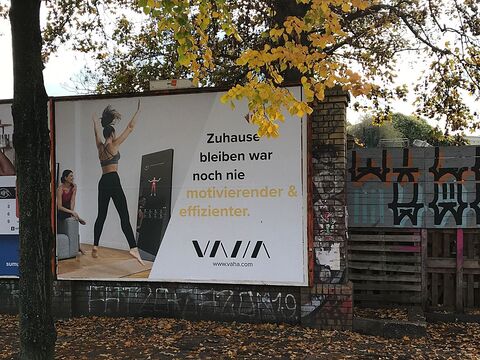 Zuhause
bleiben war
noch nie
motivierender &
effizienter.
VAHA
www.vaha.com